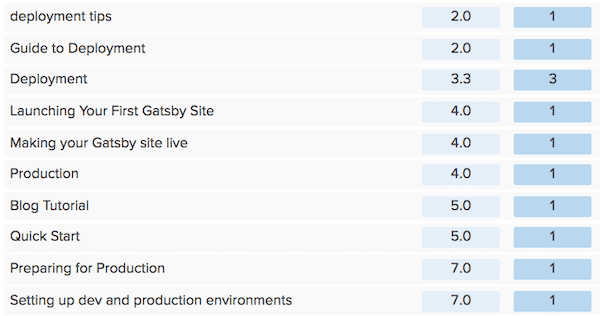 deployment tips 2.0 1
Guide to Deployment 2.0 1
Deployment 3.3 3
Launching Your First Gatsby Site 4.0 1
Making your Gatsby site live 4.0 1
Production 4.0 1
Blog Tutorial 5.0 1
Quick Start 5.0 1
Preparing for Production 7.0 1
Setting up dev and production environments 7.0 1